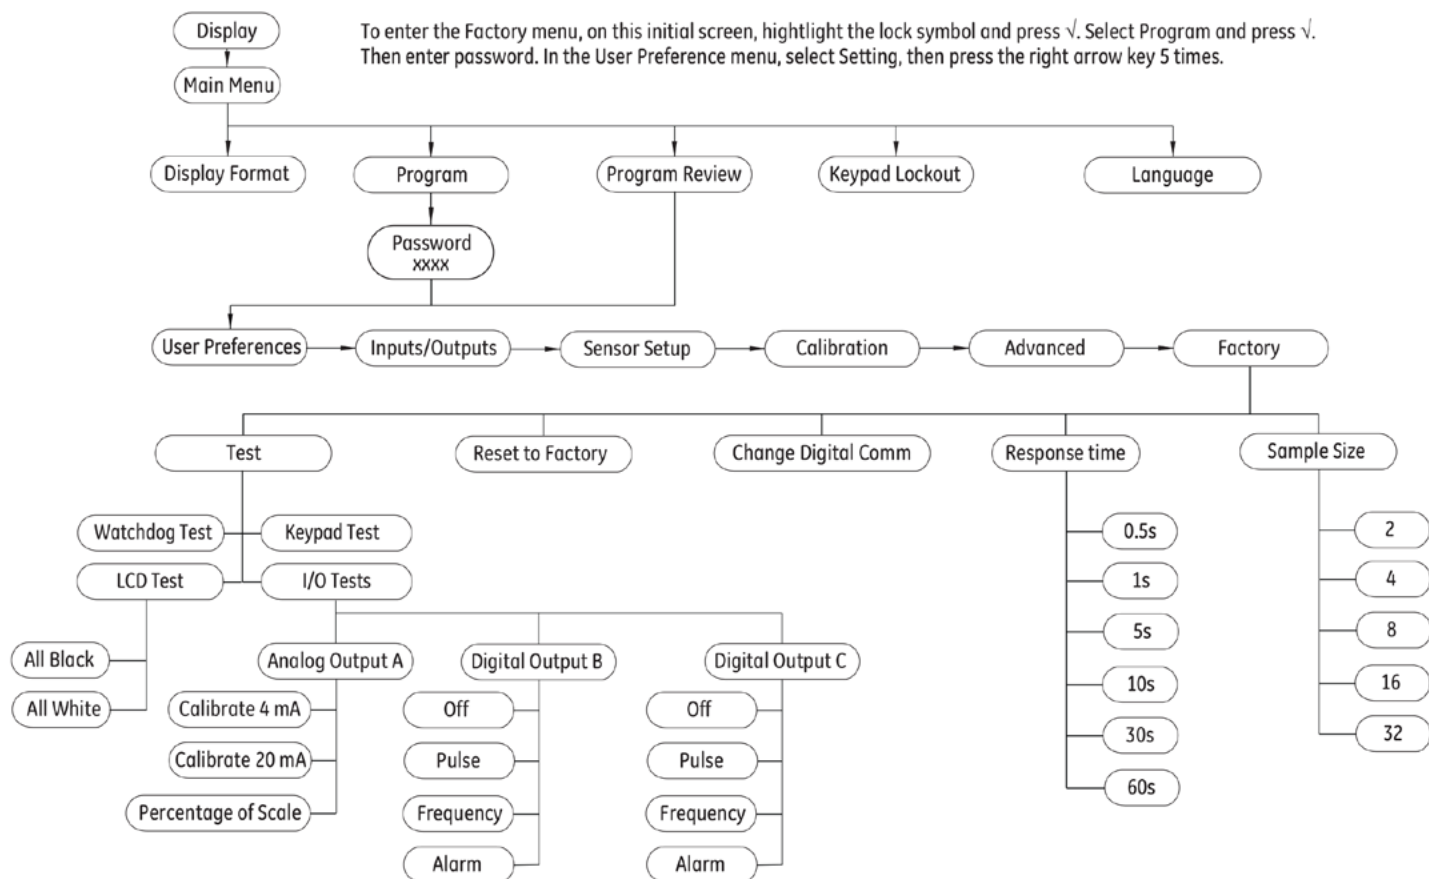 Display
To enter the Factory menu, on this initial screen, hightlight the lock symbol and press √. Select Program and press √.
Then enter password. In the User Preference menu, select Setting, then press the right arrow key 5 times.
Main Menu
Display Format
Program
Program Review
Keypad Lockout
Language
Password
xxxx
User Preferences
Inputs/Outputs
Sensor Setup
Calibration
Advanced
Factory
Test
Reset to Factory
Change Digital Comm
Response time
Sample Size
Watchdog Test
Keypad Test
LCD Test
I/O Tests
All Black
All White
Analog Output A
Calibrate 4 mA
Calibrate 20 mA
Percentage of Scale
Digital Output B
Off
Pulse
Frequency
Alarm
Digital Output C
Off
Pulse
Frequency
Alarm
0.5s
1s
5s
10s
30s
60s
2
4
8
16
32